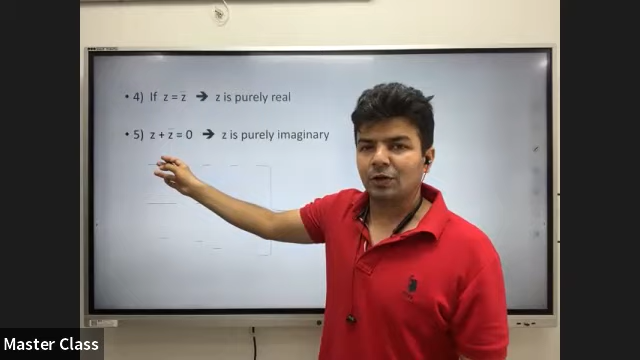 • 4) If z = z̄ ➔ z is purely real
• 5) z + z̄ = 0 ➔ z is purely imaginary
Master Class